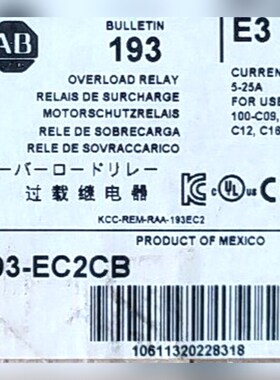 AB
BULLETIN
193
E3
OVERLOAD RELAY
RELAIS DE SURCHARGE
MOTORSCHUTZRELAIS
RELE DE SOBRECARGA
RELE DE SOVRACCARICO
ーバーロードリレー
过载继电器
CURRENT
5-25A
FOR USE
100-C09,
C12, C16
KCC-REM-RAA-193EC2
PRODUCT OF MEXICO
93-EC2CB
10611320228318